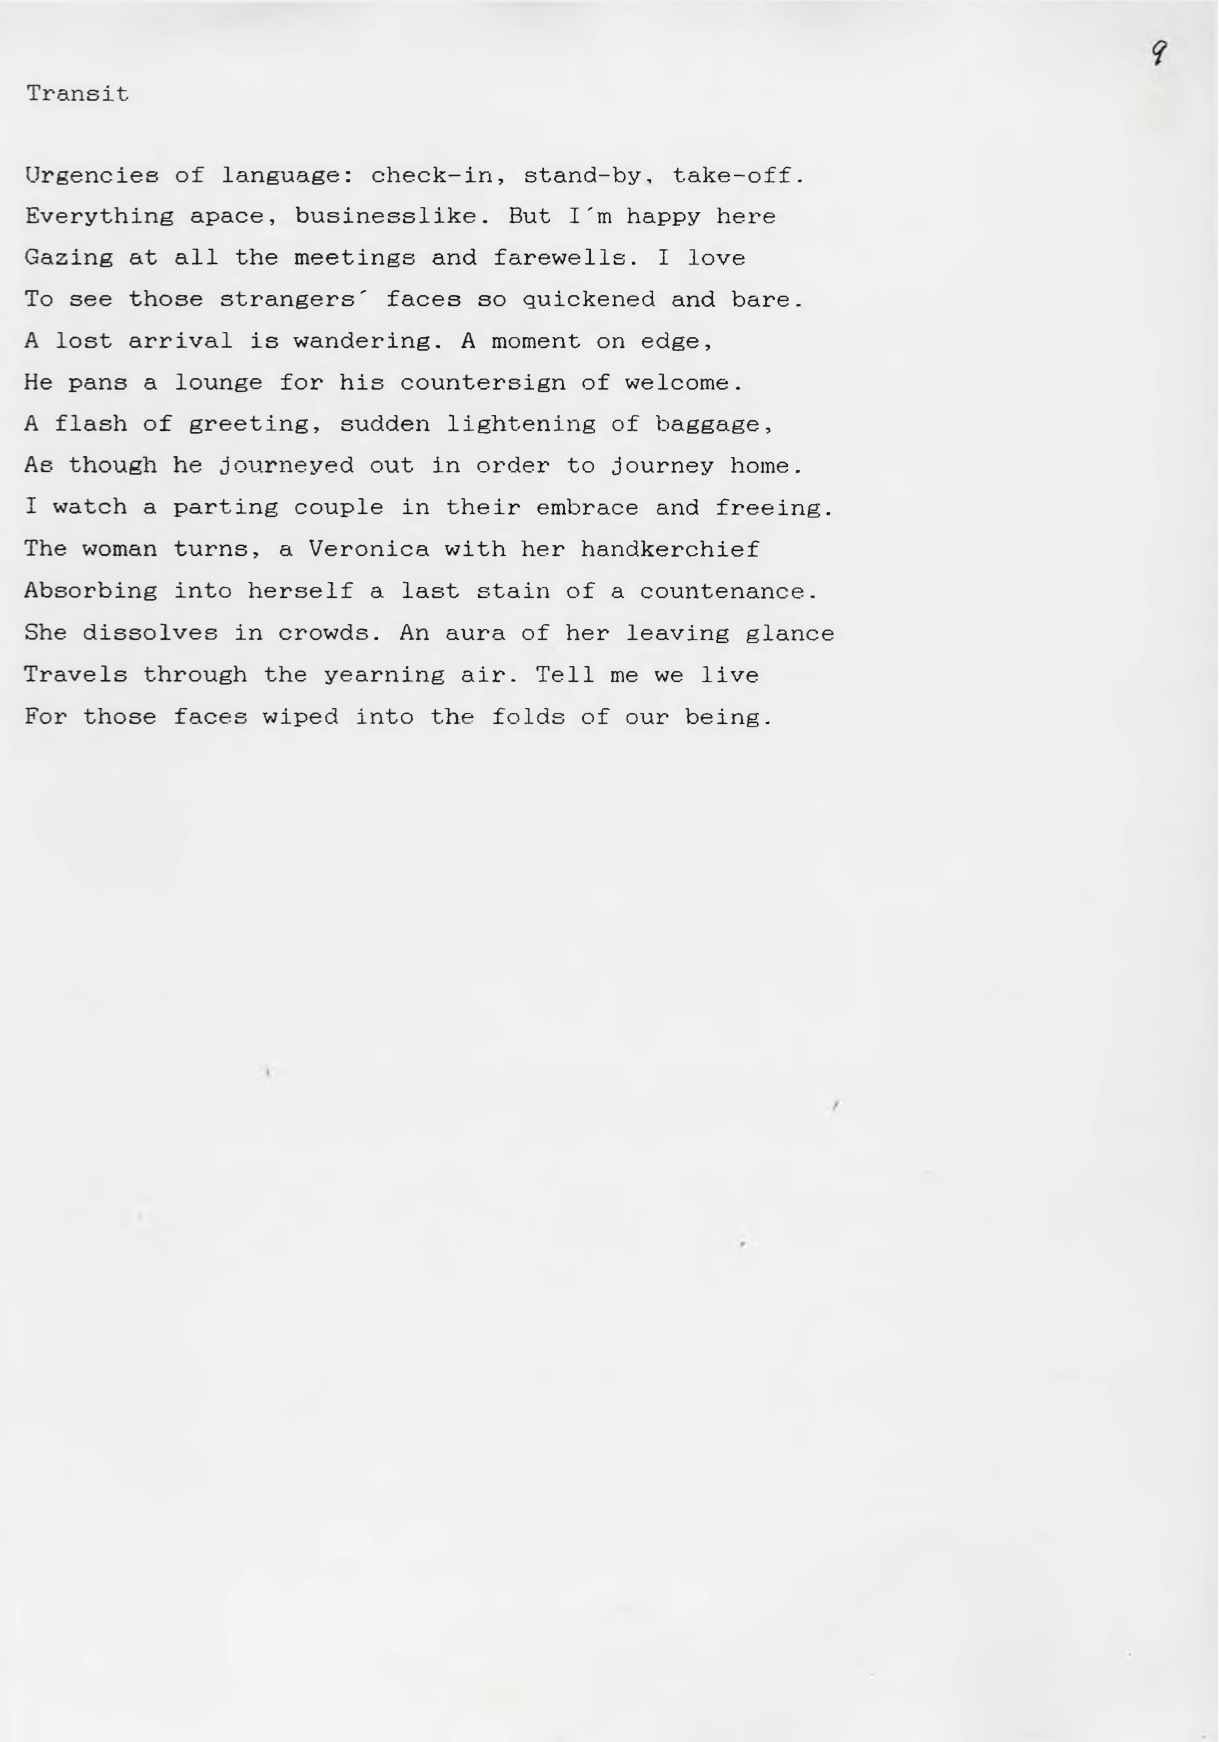 9
Transit
Urgencies of language: check-in, stand-by, take-off.
Everything apace, businesslike. But I´m happy here
Gazing at all the meetings and farewells. I love
To see those strangers´ faces so quickened and bare.
A lost arrival is wandering. A moment on edge,
He pans a lounge for his countersign of welcome.
A flash of greeting, sudden lightening of baggage,
As though he journeyed out in order to journey home.
I watch a parting couple in their embrace and freeing.
The woman turns, a Veronica with her handkerchief
Absorbing into herself a last stain of a countenance.
She dissolves in crowds. An aura of her leaving glance
Travels through the yearning air. Tell me we live
For those faces wiped into the folds of our being.